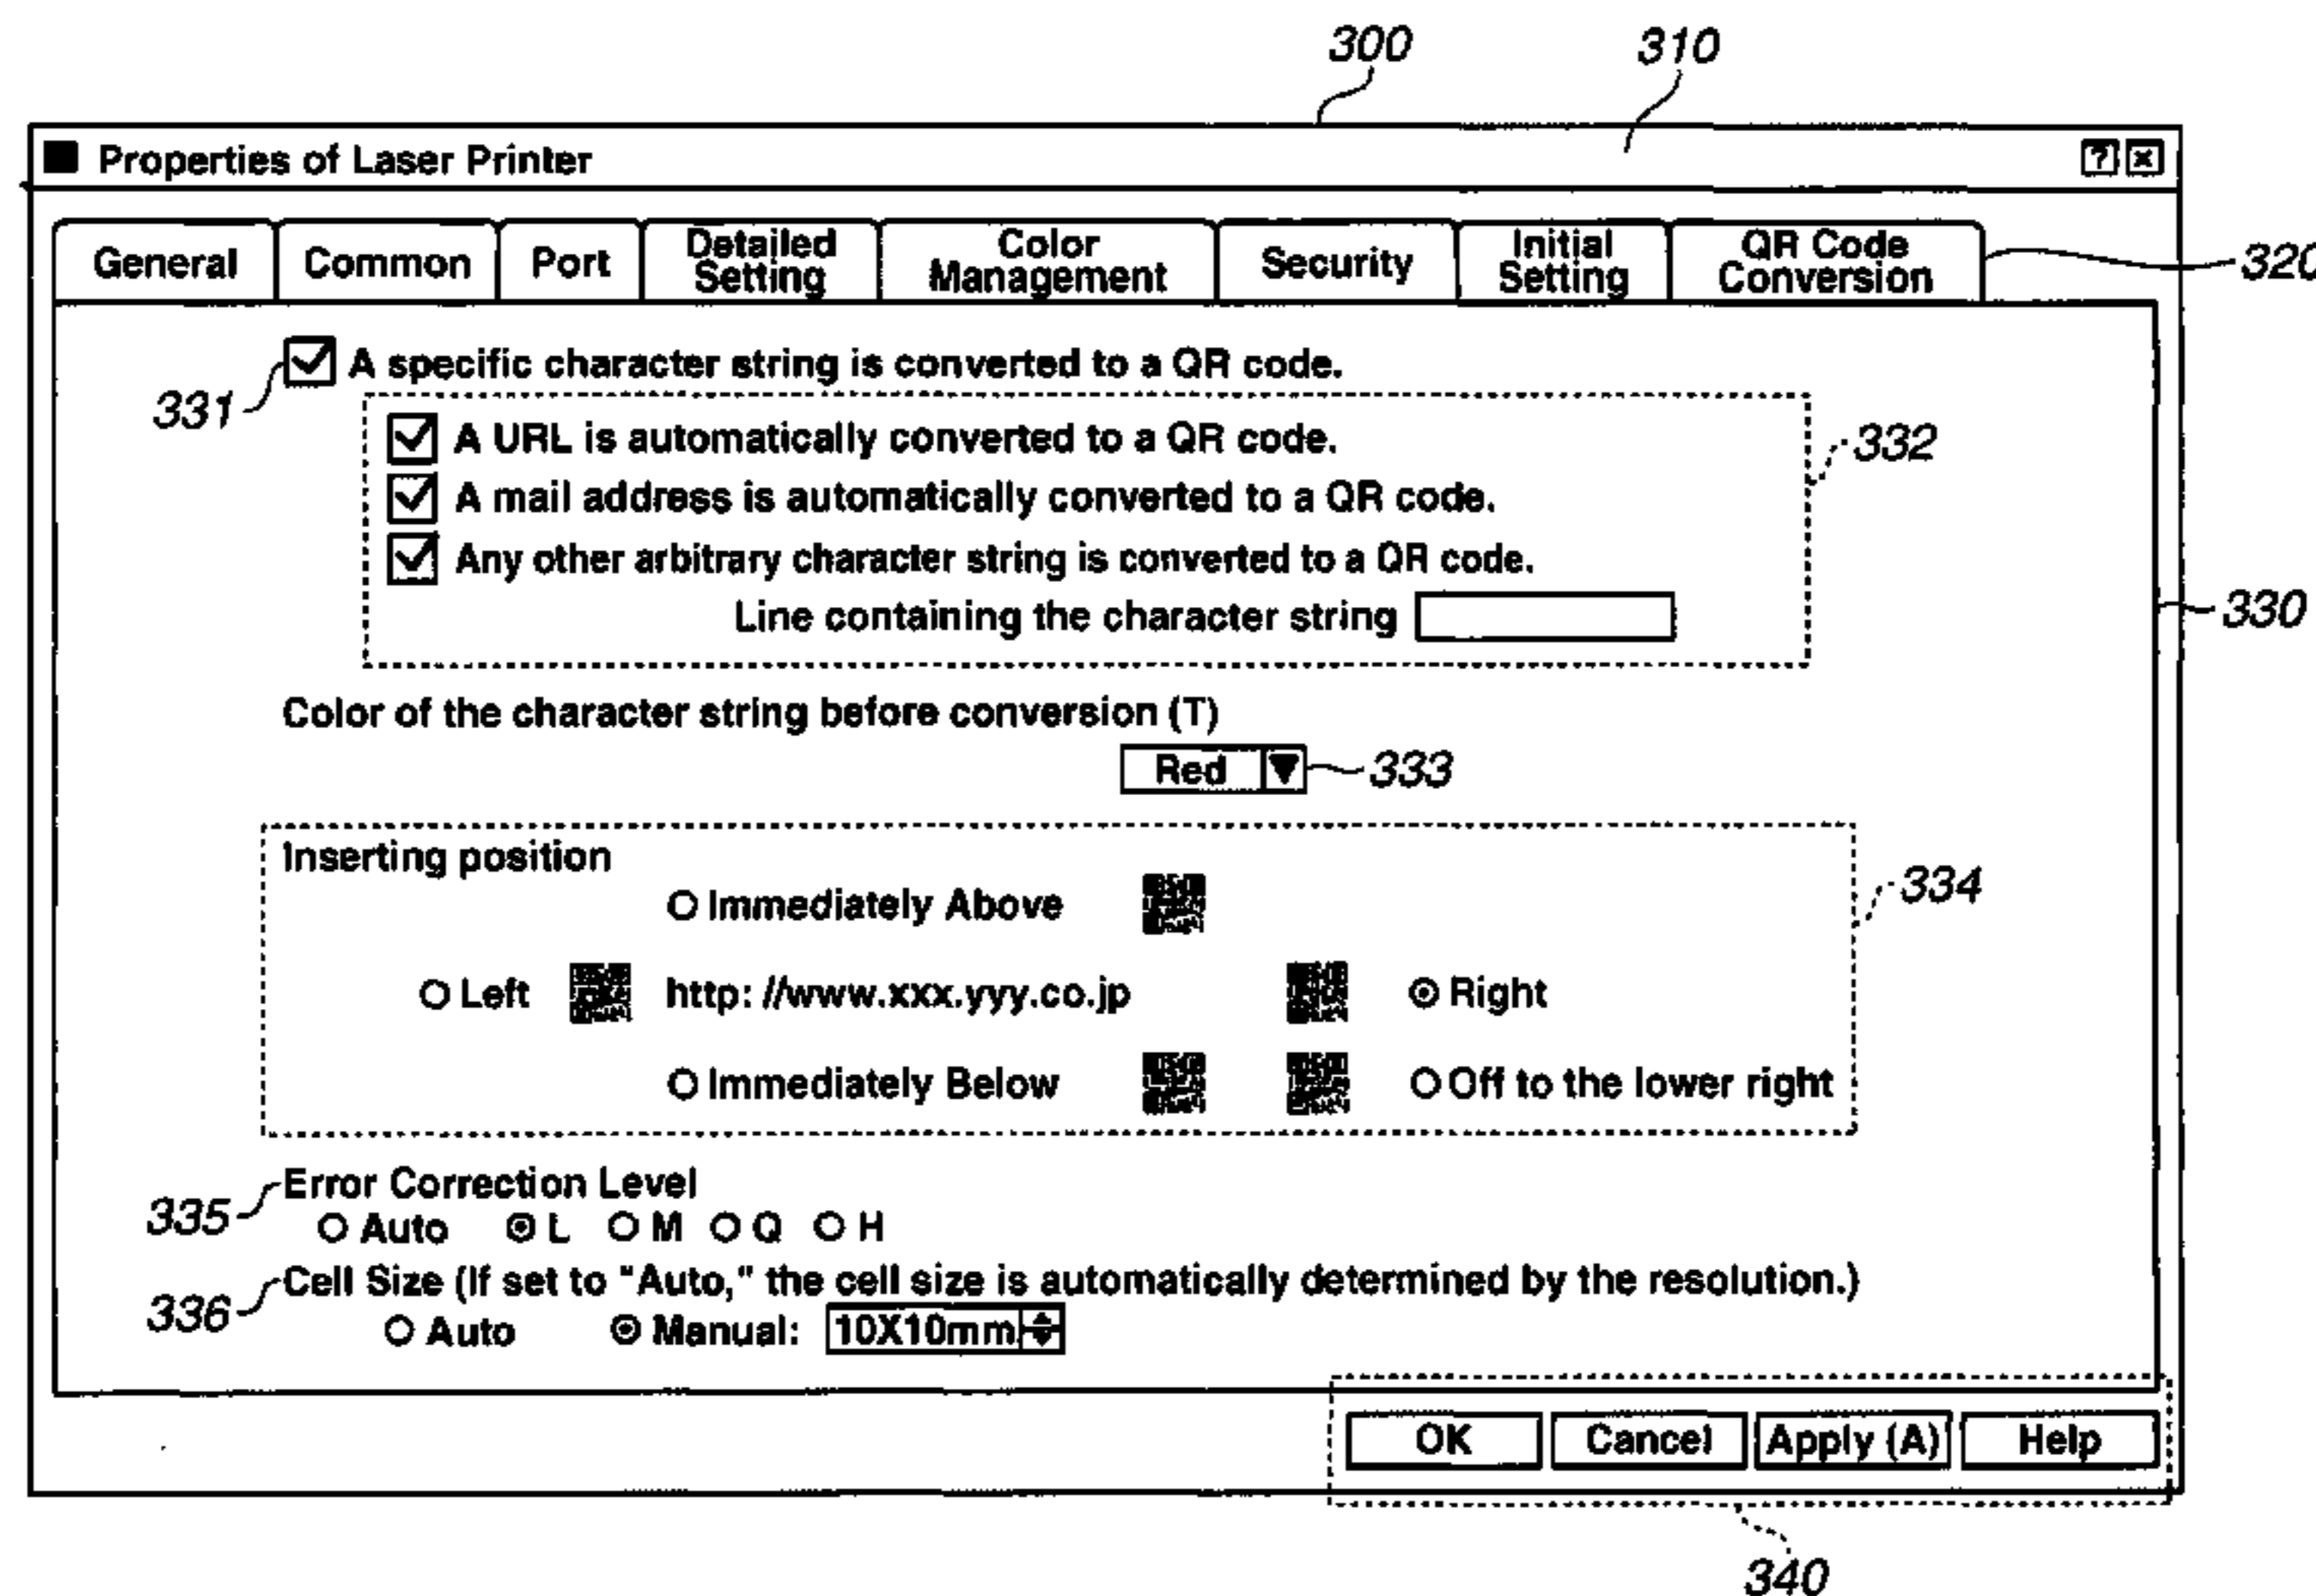 300 310
Properties of Laser Printer ? ×
General Common Port Detailed Setting Color Management Security Initial Setting QR Code Conversion 320
A specific character string is converted to a QR code.
331
A URL is automatically converted to a QR code.
332
A mail address is automatically converted to a QR code.
Any other arbitrary character string is converted to a QR code.
Line containing the character string
330
Color of the character string before conversion (T)
Red 333
Inserting position
334
Immediately Above
Left http: //www.xxx.yyy.co.jp Right
Immediately Below Off to the lower right
Error Correction Level
335
Auto L M Q H
Cell Size (If set to "Auto," the cell size is automatically determined by the resolution.)
336
Auto Manual: 10X10mm
OK Cancel Apply (A) Help
340